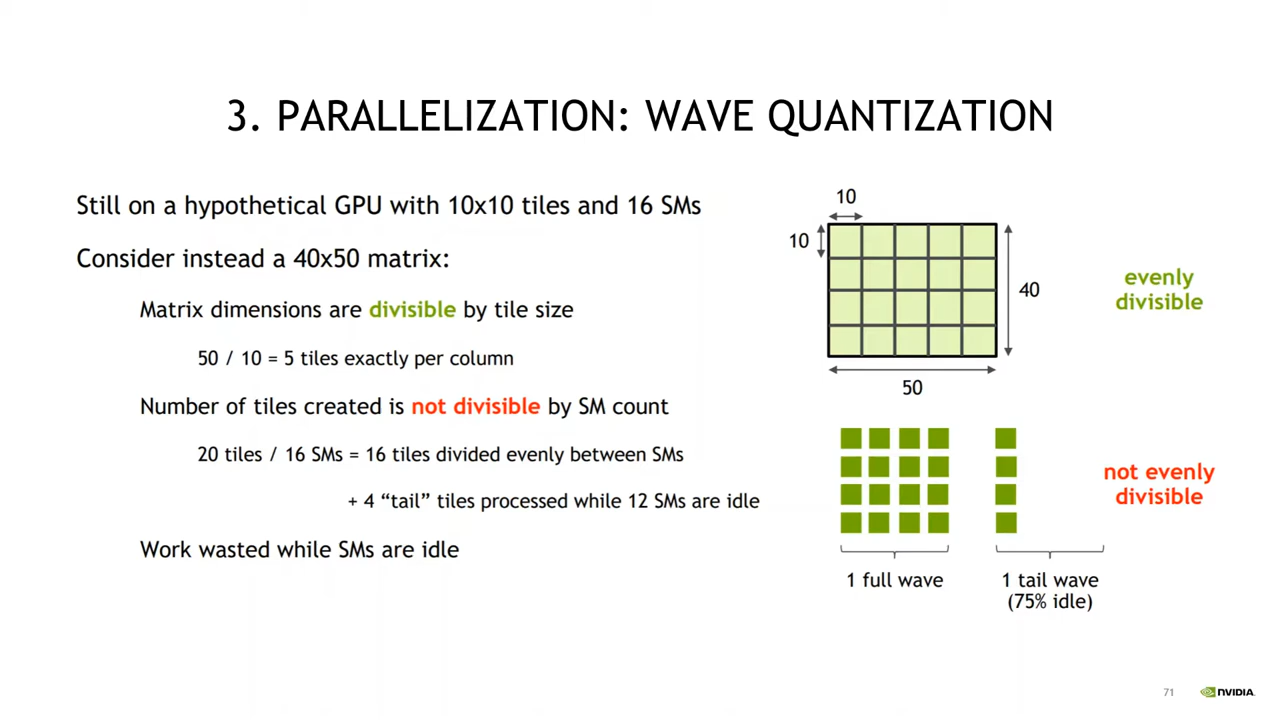 3. PARALLELIZATION: WAVE QUANTIZATION
Still on a hypothetical GPU with 10x10 tiles and 16 SMs
Consider instead a 40x50 matrix:
Matrix dimensions are divisible by tile size
50 / 10 = 5 tiles exactly per column
Number of tiles created is not divisible by SM count
20 tiles / 16 SMs = 16 tiles divided evenly between SMs
+ 4 “tail” tiles processed while 12 SMs are idle
Work wasted while SMs are idle
10
10
40
50
evenly
divisible
not evenly
divisible
1 full wave
1 tail wave
(75% idle)
71
NVIDIA.